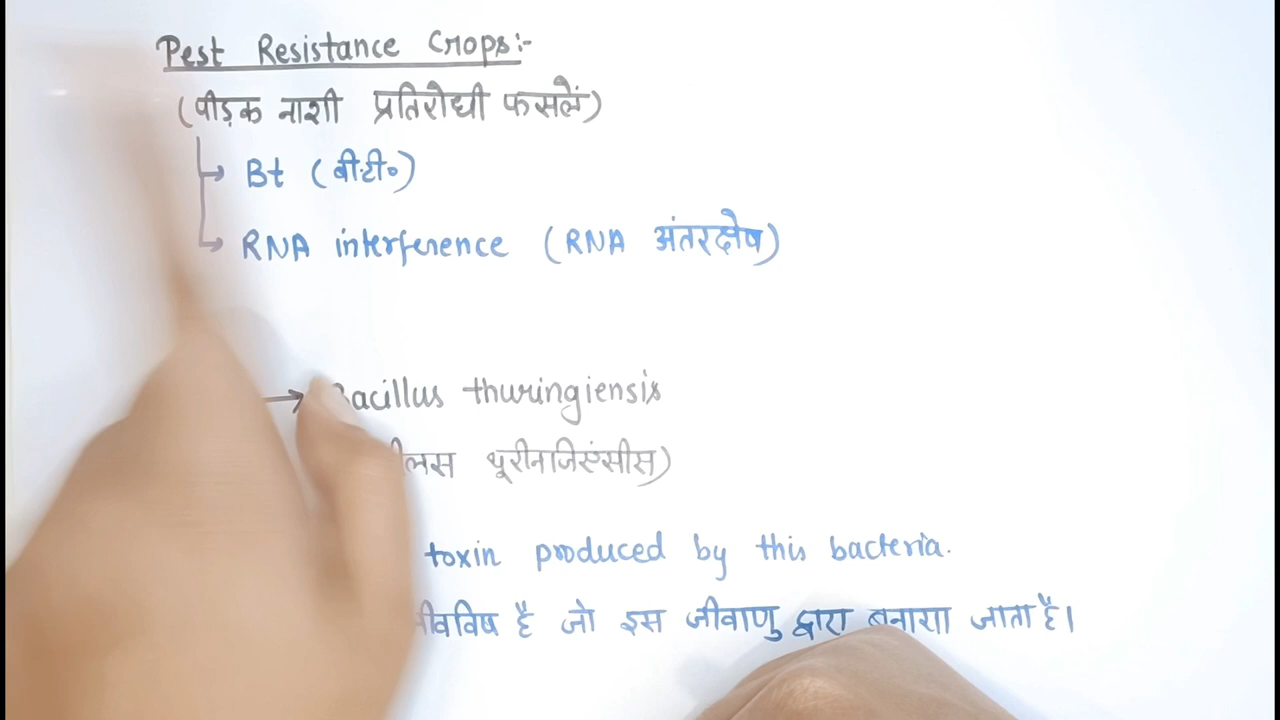 Pest Resistance Crops:-
(पीड़क नाशी प्रतिरोधी फसलें)
Bt (बी.टी०)
RNA interference (RNA अंतरक्षेप)
→ Bacillus thuringiensis
थूरीनजिएंसीस)
toxin produced by this bacteria.
है जो इस जीवाणु द्वारा बनाया जाता है।